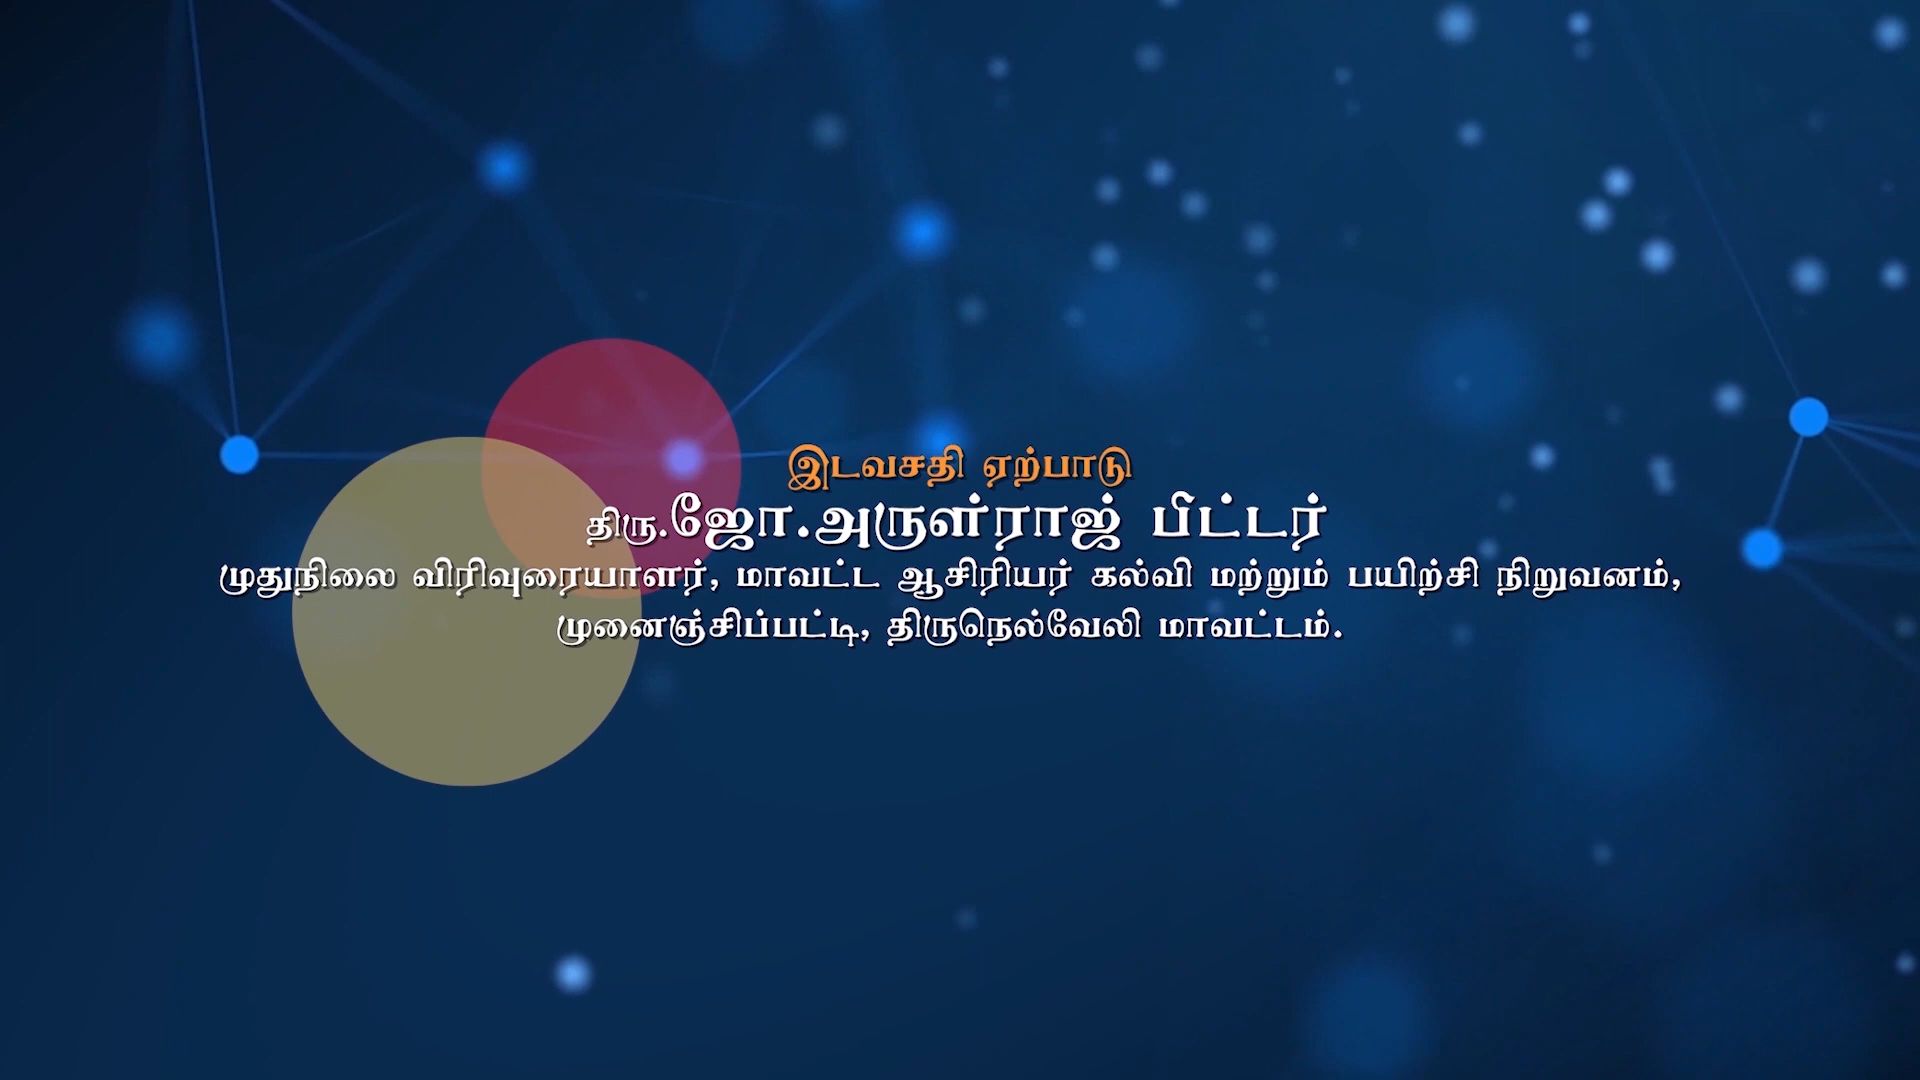 இடவசதி ஏற்பாடு
திரு.ஜோ.அருள்ராஜ் பிட்டர்
முதுநிலை விரிவுரையாளர், மாவட்ட ஆசிரியர் கல்வி மற்றும் பயிற்சி நிறுவனம்,
முனைஞ்சிப்பட்டி, திருநெல்வேலி மாவட்டம்.